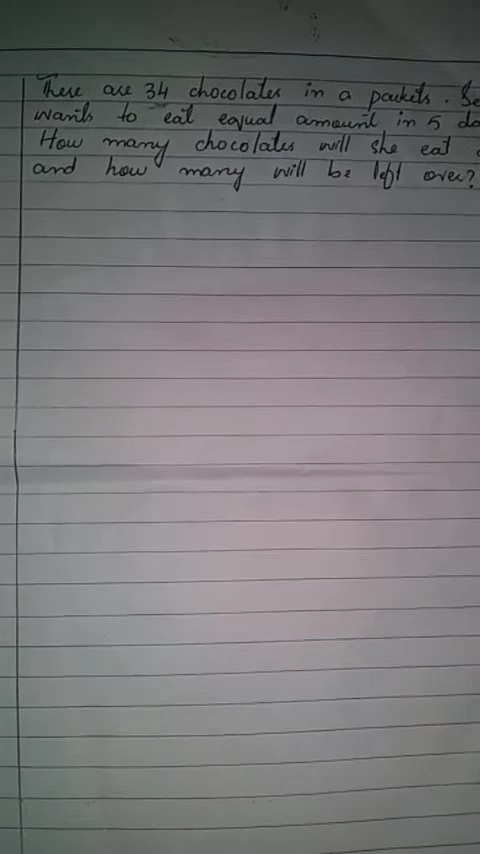 There are 34 chocolates in a packets. Se
wants to eat equal amount in 5 da
How many chocolates will she eat
and how many will be left over?